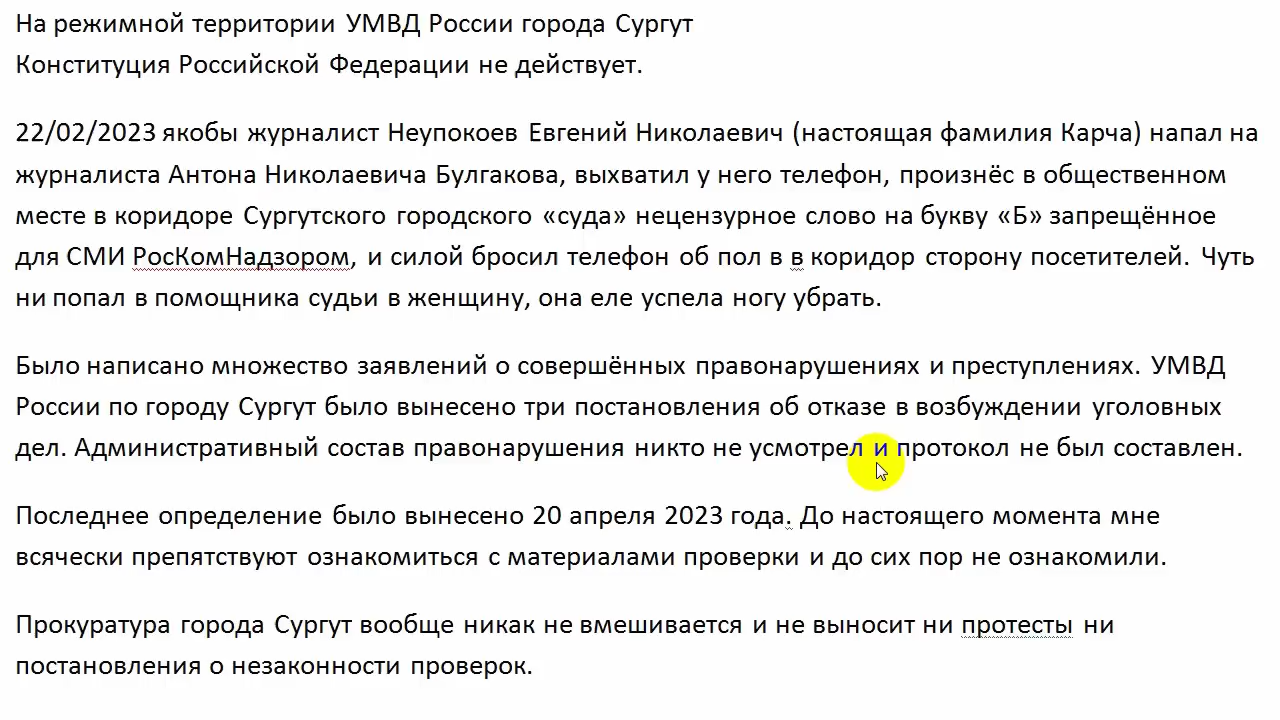 На режимной территории УМВД России города Сургут
Конституция Российской Федерации не действует.
22/02/2023 якобы журналист Неупокоев Евгений Николаевич (настоящая фамилия Карча) напал на
журналиста Антона Николаевича Булгакова, выхватил у него телефон, произнёс в общественном
месте в коридоре Сургутского городского «суда» нецензурное слово на букву «Б» запрещённое
для СМИ РосКомНадзором, и силой бросил телефон об пол в в коридор сторону посетителей. Чуть
ни попал в помощника судьи в женщину, она еле успела ногу убрать.
Было написано множество заявлений о совершённых правонарушениях и преступлениях. УМВД
России по городу Сургут было вынесено три постановления об отказе в возбуждении уголовных
дел. Административный состав правонарушения никто не усмотрел и протокол не был составлен.
Последнее определение было вынесено 20 апреля 2023 года. До настоящего момента мне
всячески препятствуют ознакомиться с материалами проверки и до сих пор не ознакомили.
Прокуратура города Сургут вообще никак не вмешивается и не выносит ни протесты ни
постановления о незаконности проверок.